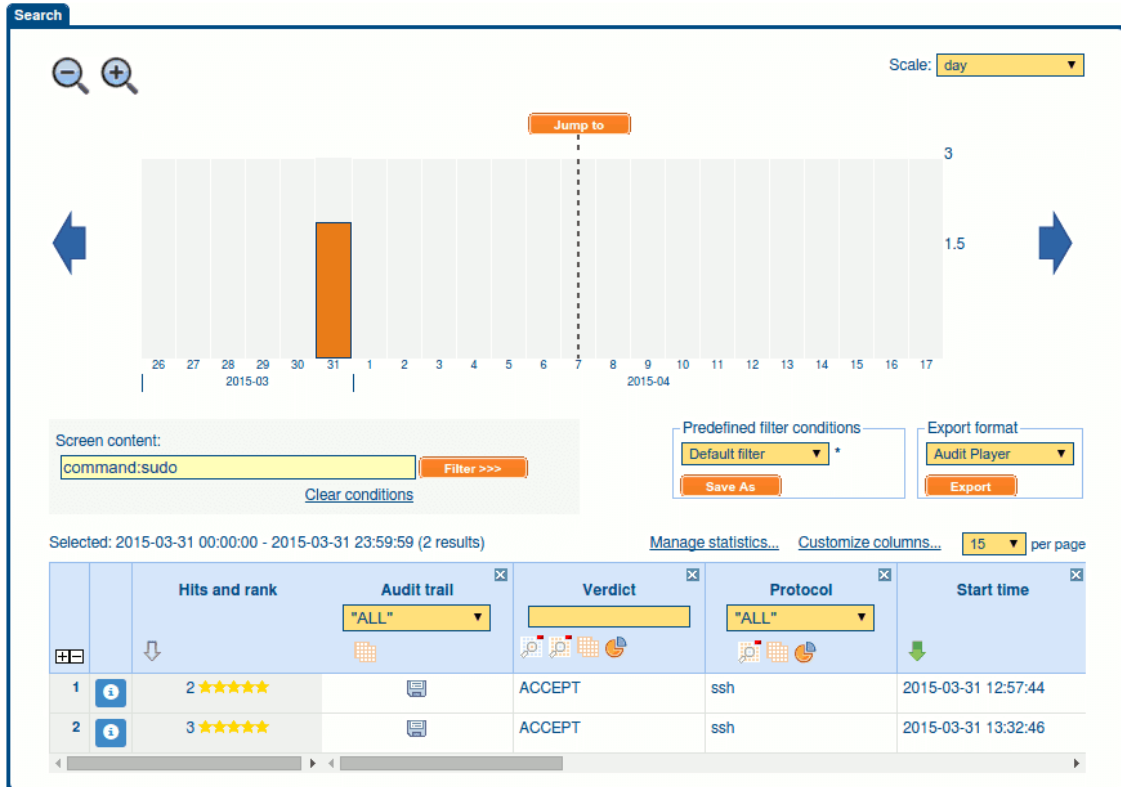 Search
Scale: day
Jump to
3
1.5
26 27 28 29 30 31 1 2 3 4 5 6 7 8 9 10 11 12 13 14 15 16 17
2015-03 2015-04
Screen content:
command:sudo Filter >>>
Clear conditions
Predefined filter conditions
Default filter *
Save As
Export format
Audit Player
Export
Selected: 2015-03-31 00:00:00 - 2015-03-31 23:59:59 (2 results) Manage statistics... Customize columns... 15 per page
Hits and rank Audit trail Verdict Protocol Start time
"ALL" "ALL"
1 2 ACCEPT ssh 2015-03-31 12:57:44
2 3 ACCEPT ssh 2015-03-31 13:32:46